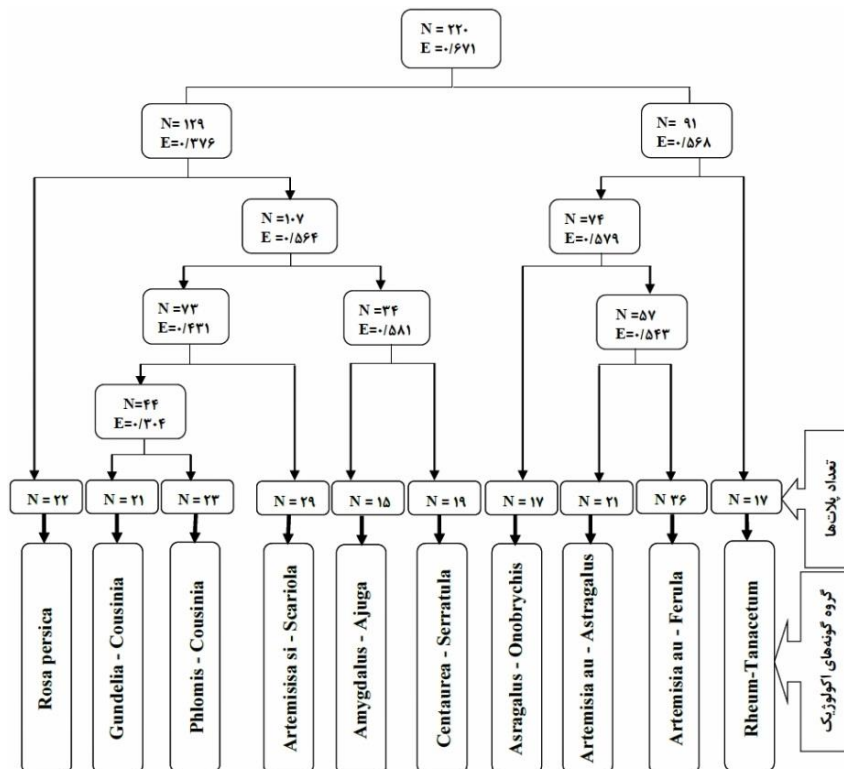 N = ۲۲۰
E =۰/۶۷۱
N= ۱۲۹
E=۰/۳۷۶
N= ۹۱
E=۰/۵۶۸
N =۱۰۷
E =۰/۵۶۴
N= ۷۴
E=۰/۵۷۹
N =۷۳
E=۰/۴۳۱
N =۳۴
E=۰/۵۸۱
N =۵۷
E=۰/۵۴۳
N=۴۴
E=۰/۳۰۴
N = ۲۲
N = ۲۱
N = ۲۳
N = ۲۹
N = ۱۵
N = ۱۹
N = ۱۷
N = ۲۱
N = ۳۶
N = ۱۷
تعداد پلات‌ها
Rosa persica
Gundelia - Cousinia
Phlomis - Cousinia
Artemisisa si - Scariola
Amygdalus - Ajuga
Centaurea - Serratula
Asragalus - Onobrychis
Artemisia au - Astragalus
Artemisia au - Ferula
Rheum-Tanacetum
گروه گونه‌های اکولوژیک